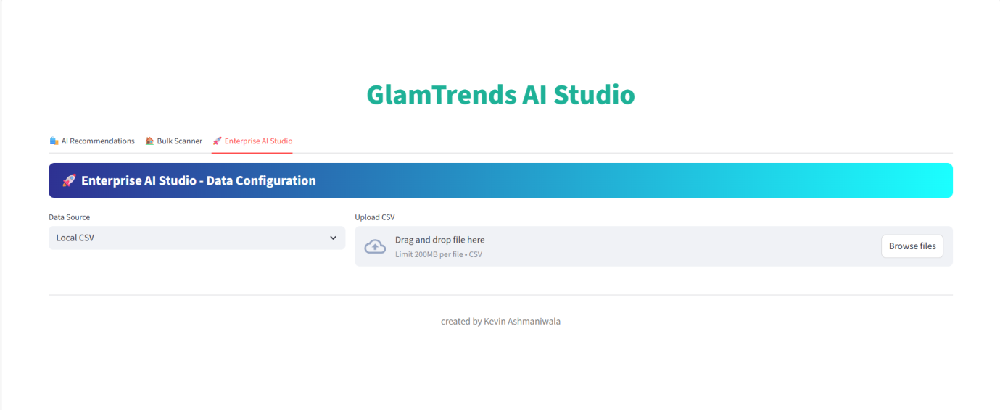 GlamTrends AI Studio
🛍️ AI Recommendations
🏠 Bulk Scanner
🚀 Enterprise AI Studio
🚀 Enterprise AI Studio - Data Configuration
Data Source
Local CSV
Upload CSV
Drag and drop file here
Limit 200MB per file • CSV
Browse files
created by Kevin Ashmaniwala